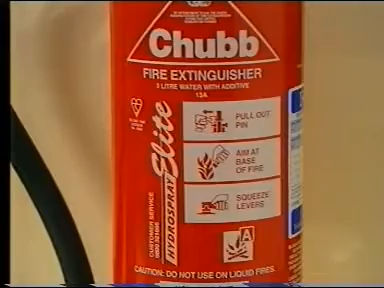 Chubb
FIRE EXTINGUISHER
3 LITRE WATER WITH ADDITIVE
13A
PULL OUT
PIN
AIM AT
BASE
OF FIRE
SQUEEZE
LEVERS
HYDROSPRAY Elite
CUSTOMER SERVICE
A
CAUTION: DO NOT USE ON LIQUID FIRES